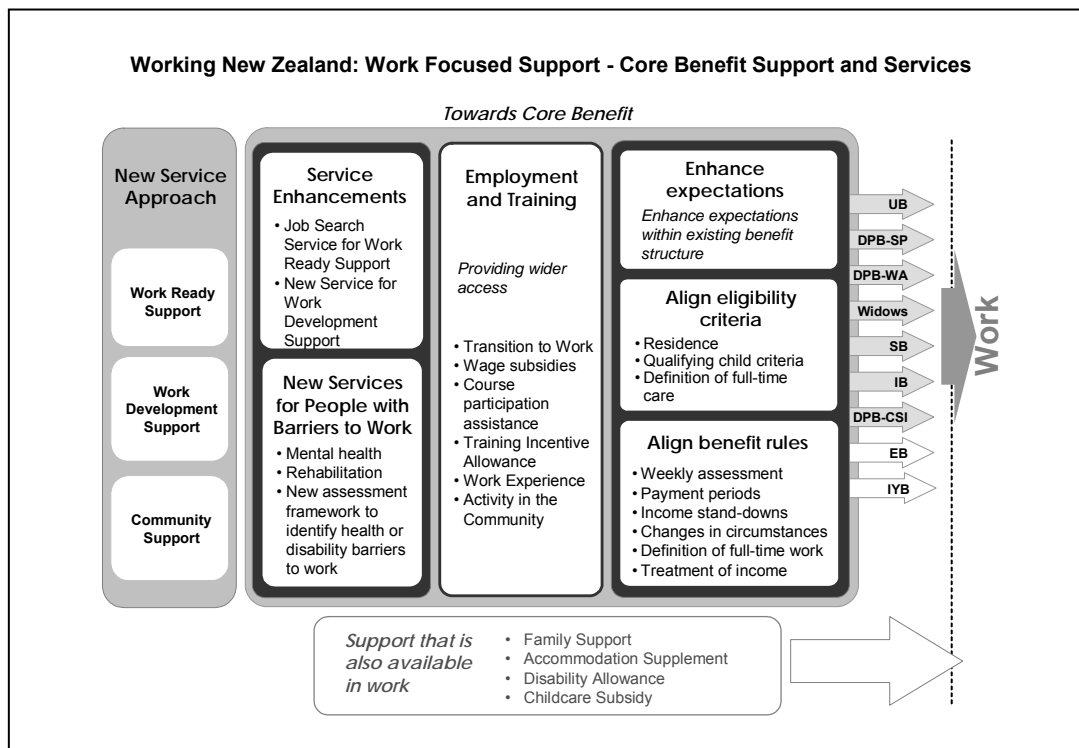 Working New Zealand: Work Focused Support - Core Benefit Support and Services
Towards Core Benefit
New Service
Approach
Work Ready
Support
Work
Development
Support
Community
Support
Service
Enhancements
• Job Search
Service for Work
Ready Support
• New Service for
Work
Development
Support
New Services
for People with
Barriers to Work
• Mental health
• Rehabilitation
• New assessment
framework to
identify health or
disability barriers
to work
Employment
and Training
Providing wider
access
• Transition to Work
• Wage subsidies
• Course
participation
assistance
• Training Incentive
Allowance
• Work Experience
• Activity in the
Community
Enhance
expectations
Enhance expectations
within existing benefit
structure
Align eligibility
criteria
• Residence
• Qualifying child criteria
• Definition of full-time
care
Align benefit rules
• Weekly assessment
• Payment periods
• Income stand-downs
• Changes in circumstances
• Definition of full-time work
• Treatment of income
UB
DPB-SP
DPB-WA
Widows
SB
IB
DPB-CSI
EB
IYB
Work
Support that is
also available
in work
• Family Support
• Accommodation Supplement
• Disability Allowance
• Childcare Subsidy